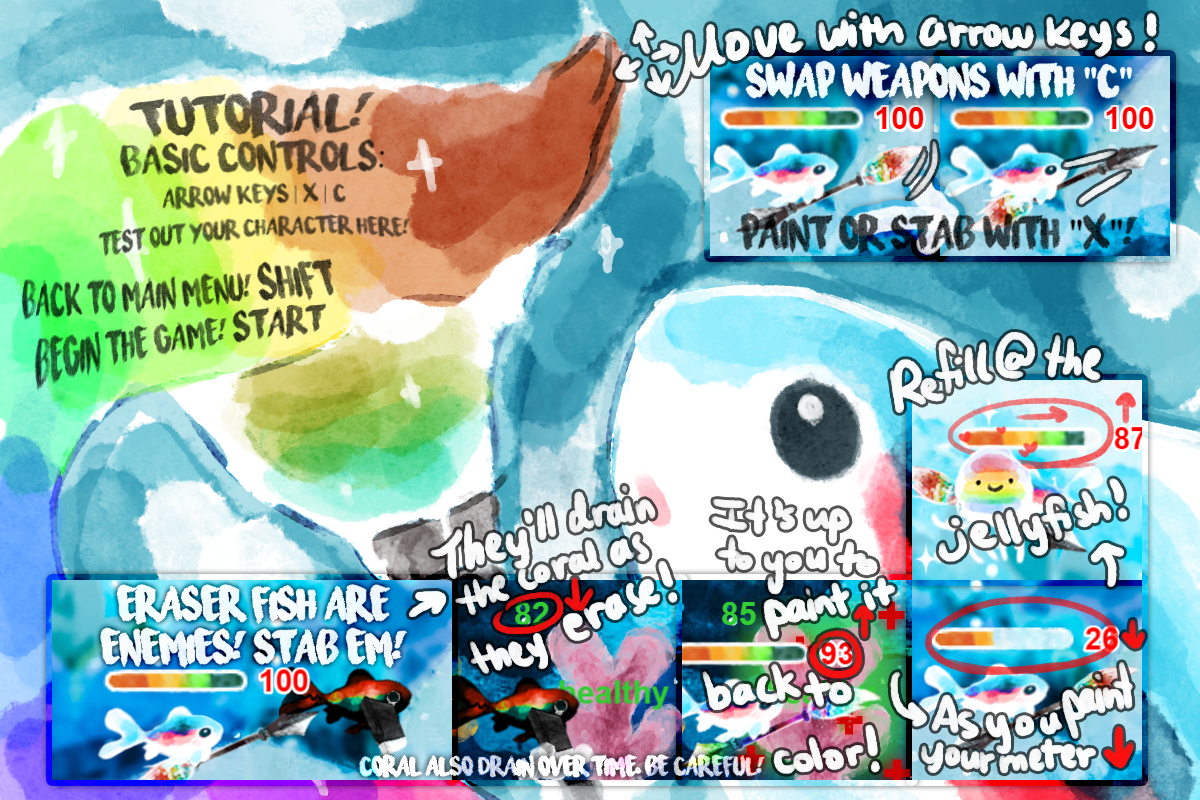 TUTORIAL!
BASIC CONTROLS:
ARROW KEYS | X | C
TEST OUT YOUR CHARACTER HERE!
BACK TO MAIN MENU! SHIFT
BEGIN THE GAME! START
Move with arrow keys!
SWAP WEAPONS WITH "C"
100
100
PAINT OR STAB WITH "X"!
ERASER FISH ARE
ENEMIES! STAB EM!
100
They'll drain
the coral as
they erase!
82
healthy
It's up
to you to
paint it
back to
color!
85
93
CORAL ALSO DRAIN OVER TIME. BE CAREFUL!
26
As you paint
your meter
Refill @ the
87
jellyfish!